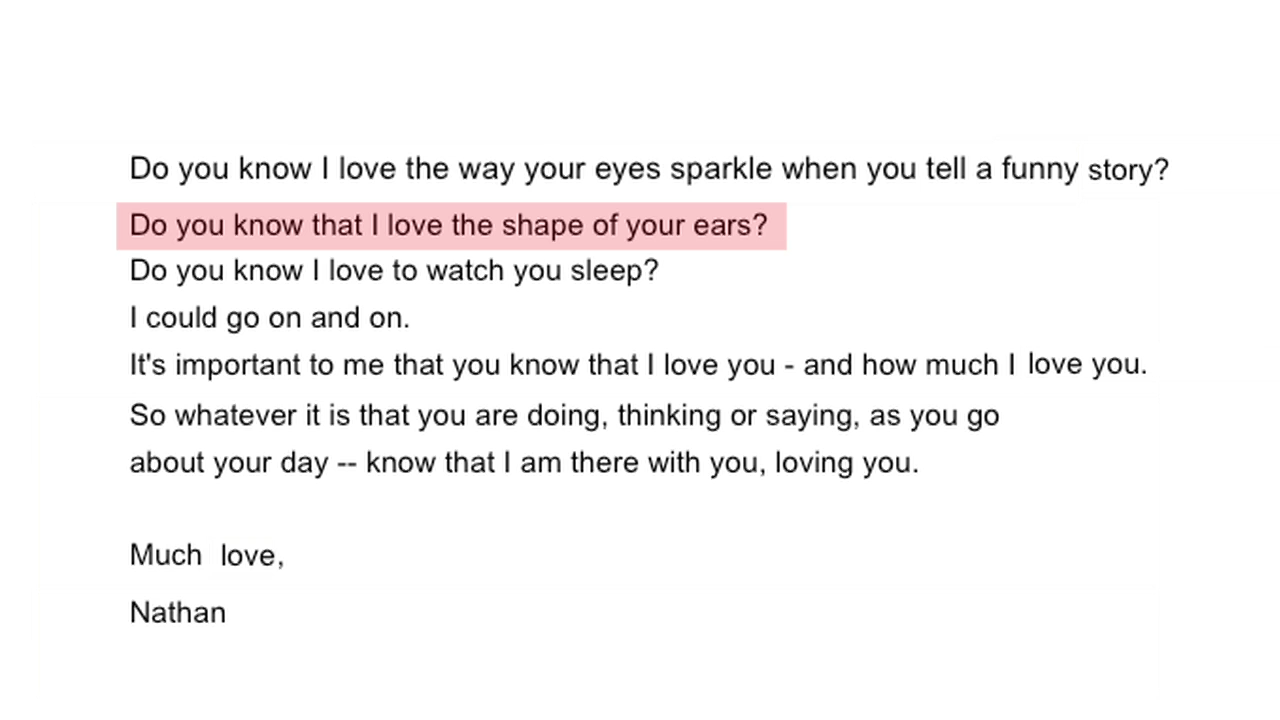 Do you know I love the way your eyes sparkle when you tell a funny story?
Do you know that I love the shape of your ears?
Do you know I love to watch you sleep?
I could go on and on.
It's important to me that you know that I love you - and how much I love you.
So whatever it is that you are doing, thinking or saying, as you go
about your day -- know that I am there with you, loving you.
Much love,
Nathan